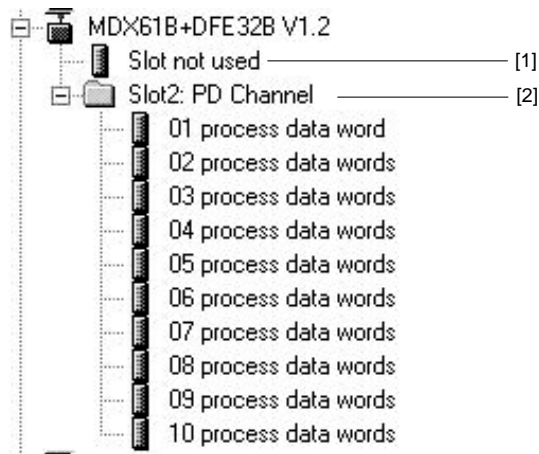 MDX61B+DFE32B V1.2
Slot not used [1]
Slot2: PD Channel [2]
01 process data word
02 process data words
03 process data words
04 process data words
05 process data words
06 process data words
07 process data words
08 process data words
09 process data words
10 process data words